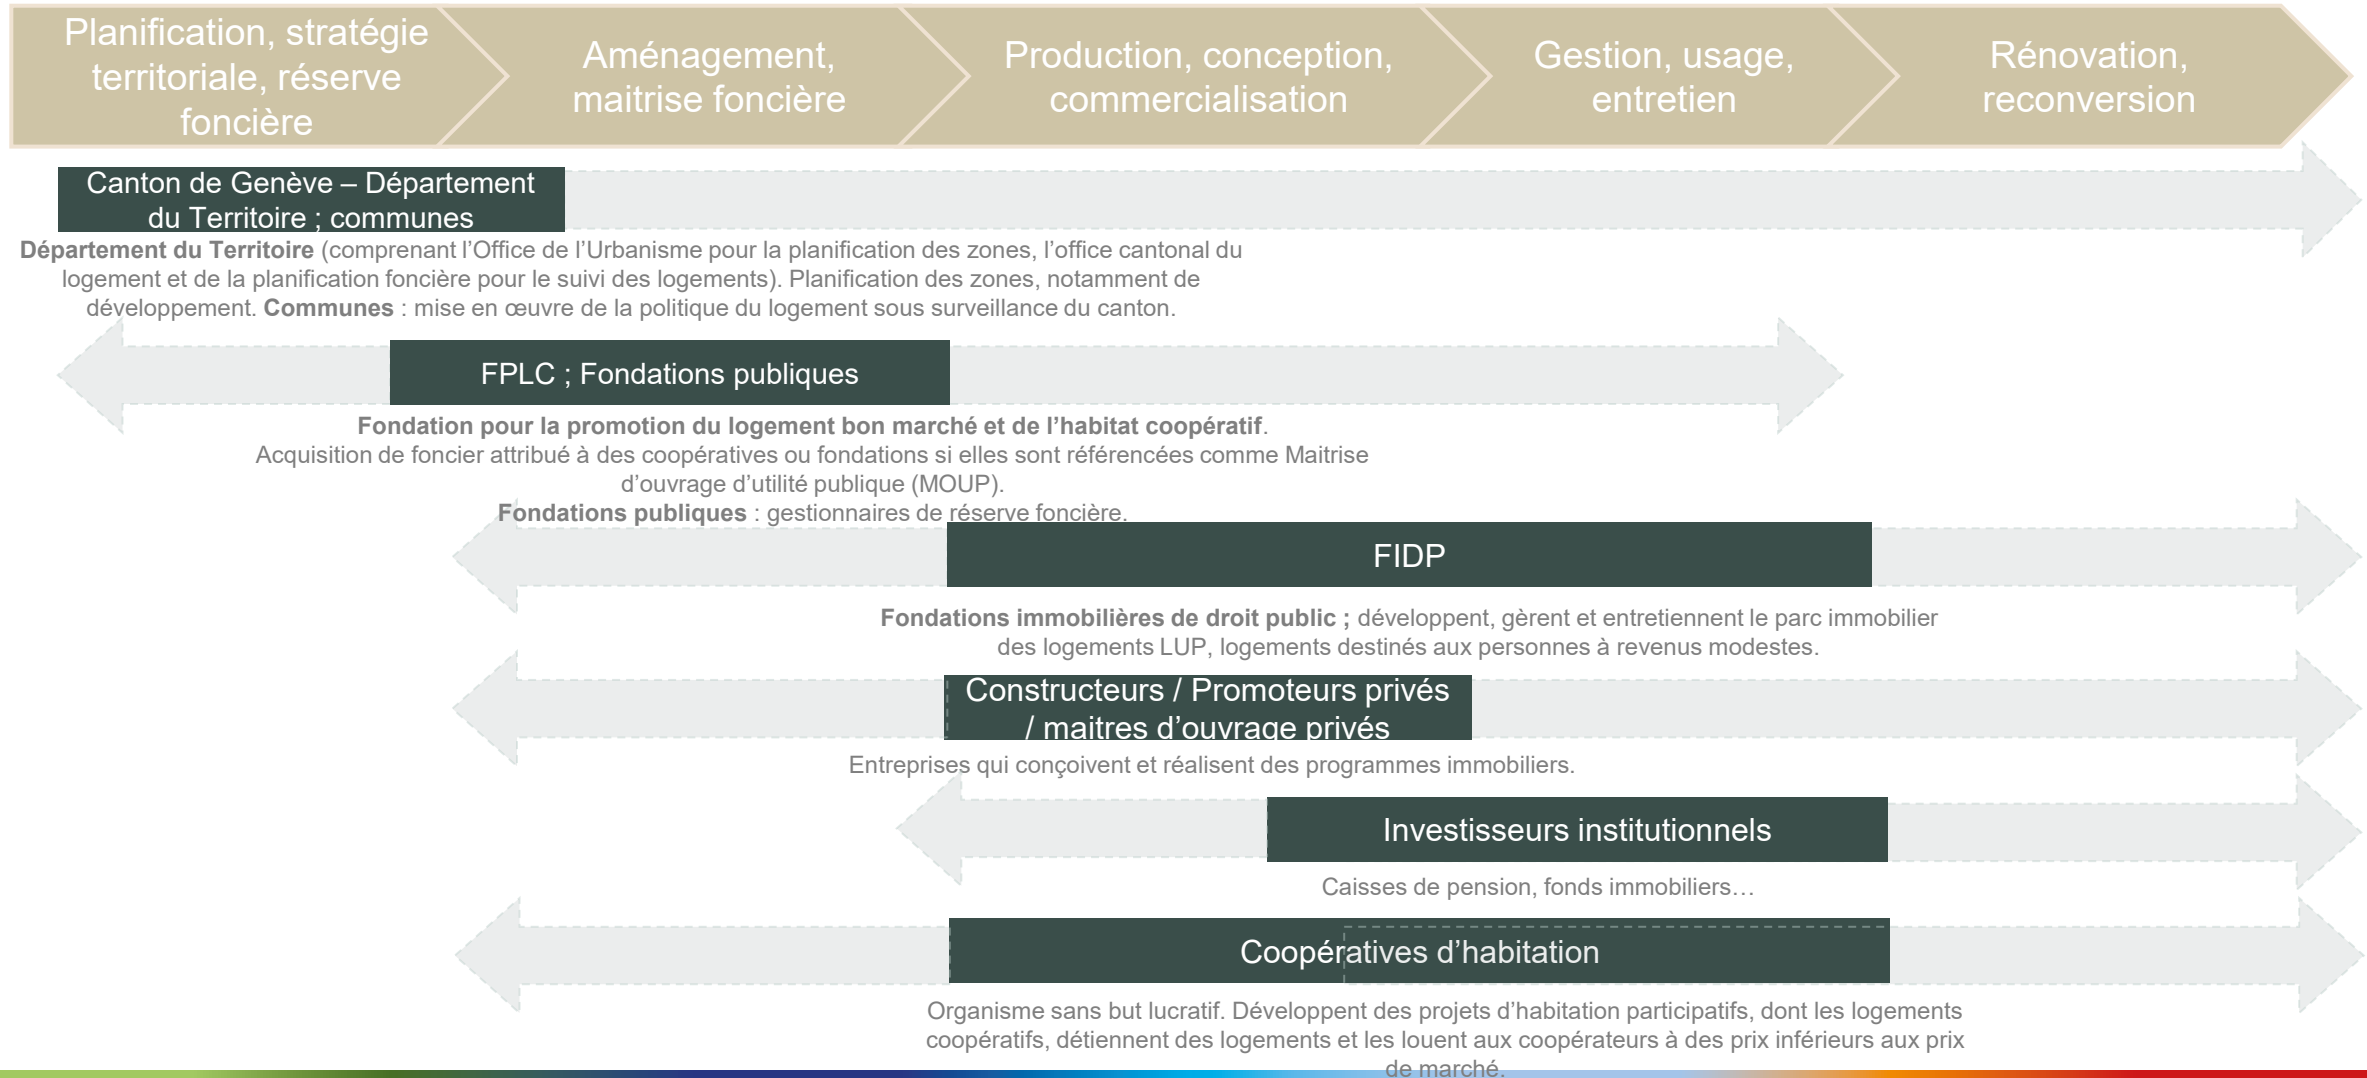 Planification, stratégie
territoriale, réserve
foncière
Aménagement,
maitrise foncière
Production, conception,
commercialisation
Gestion, usage,
entretien
Rénovation,
reconversion
Canton de Genève – Département
du Territoire ; communes
Département du Territoire (comprenant l’Office de l’Urbanisme pour la planification des zones, l’office cantonal du
logement et de la planification foncière pour le suivi des logements). Planification des zones, notamment de
développement. Communes : mise en œuvre de la politique du logement sous surveillance du canton.
FPLC ; Fondations publiques
Fondation pour la promotion du logement bon marché et de l’habitat coopératif.
Acquisition de foncier attribué à des coopératives ou fondations si elles sont référencées comme Maitrise
d’ouvrage d’utilité publique (MOUP).
Fondations publiques : gestionnaires de réserve foncière.
FIDP
Fondations immobilières de droit public ; développent, gèrent et entretiennent le parc immobilier
des logements LUP, logements destinés aux personnes à revenus modestes.
Constructeurs / Promoteurs privés
/ maitres d’ouvrage privés
Entreprises qui conçoivent et réalisent des programmes immobiliers.
Investisseurs institutionnels
Caisses de pension, fonds immobiliers…
Coopératives d’habitation
Organisme sans but lucratif. Développent des projets d’habitation participatifs, dont les logements
coopératifs, détiennent des logements et les louent aux coopérateurs à des prix inférieurs aux prix
de marché.